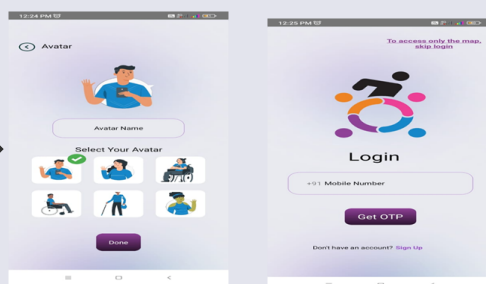 12:24 PM
Avatar
Avatar Name
Select Your Avatar
Done
12:25 PM
To access only the map,
skip login
Login
+91 Mobile Number
Get OTP
Don't have an account? Sign Up